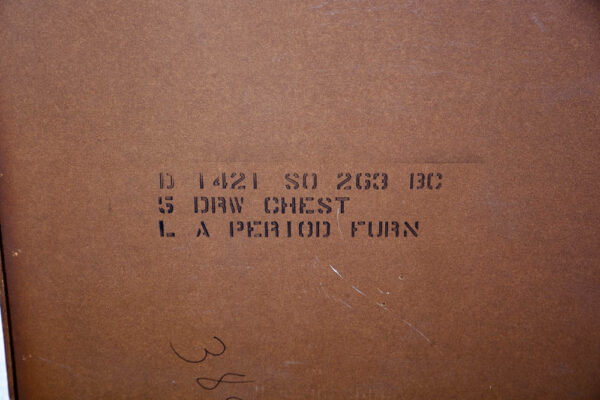 D 1421 SO 263 BC
5 DRW CHEST
L A PERIOD FURN